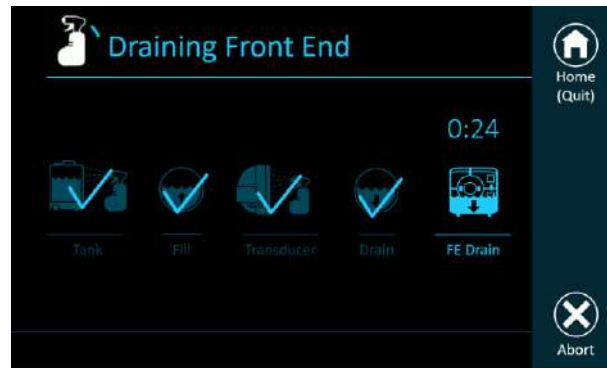 Draining Front End
Home
(Quit)
0:24
Tank
Fill
Transducer
Drain
FE Drain
Abort